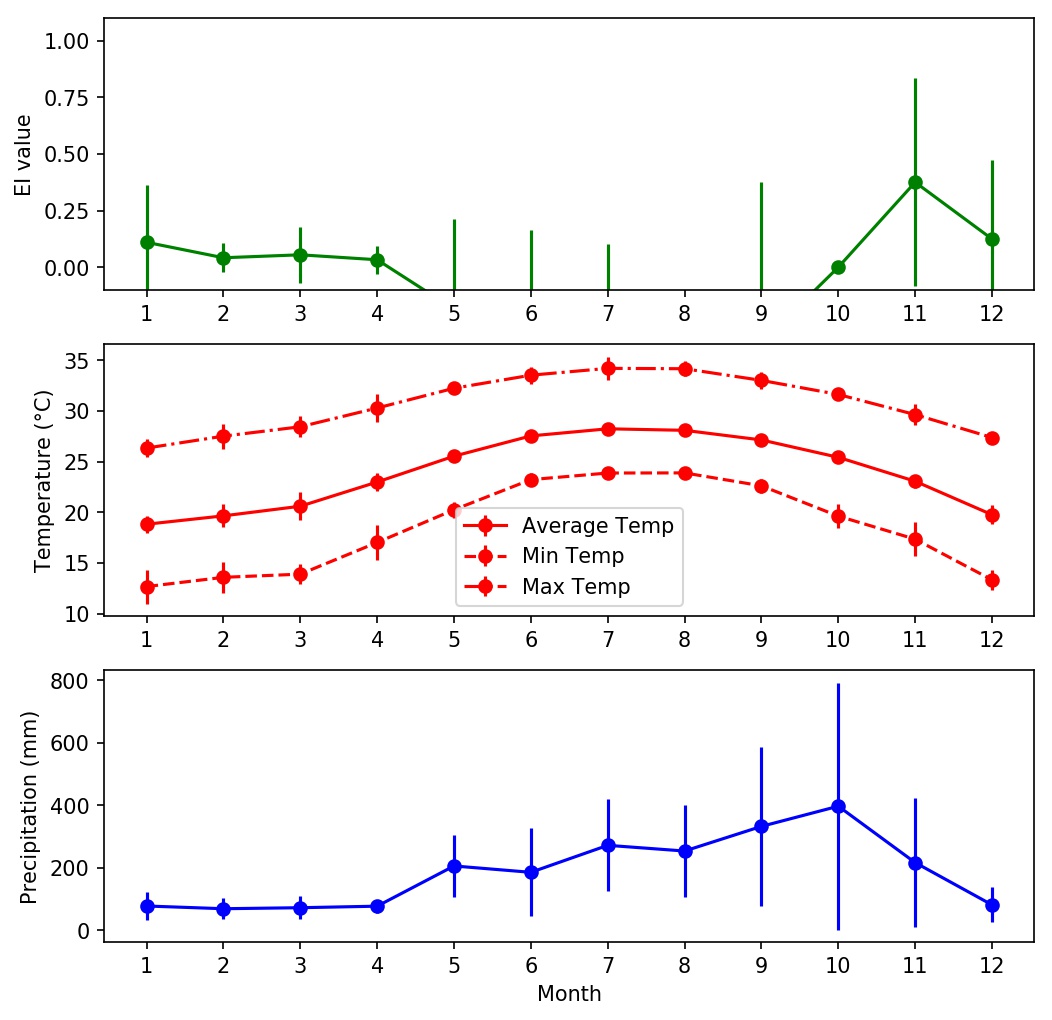 EI value
1.00
0.75
0.50
0.25
0.00
1 2 3 4 5 6 7 8 9 10 11 12
Temperature (°C)
35
30
25
20
15
10
Average Temp
Min Temp
Max Temp
1 2 3 4 5 6 7 8 9 10 11 12
Precipitation (mm)
800
600
400
200
0
1 2 3 4 5 6 7 8 9 10 11 12
Month